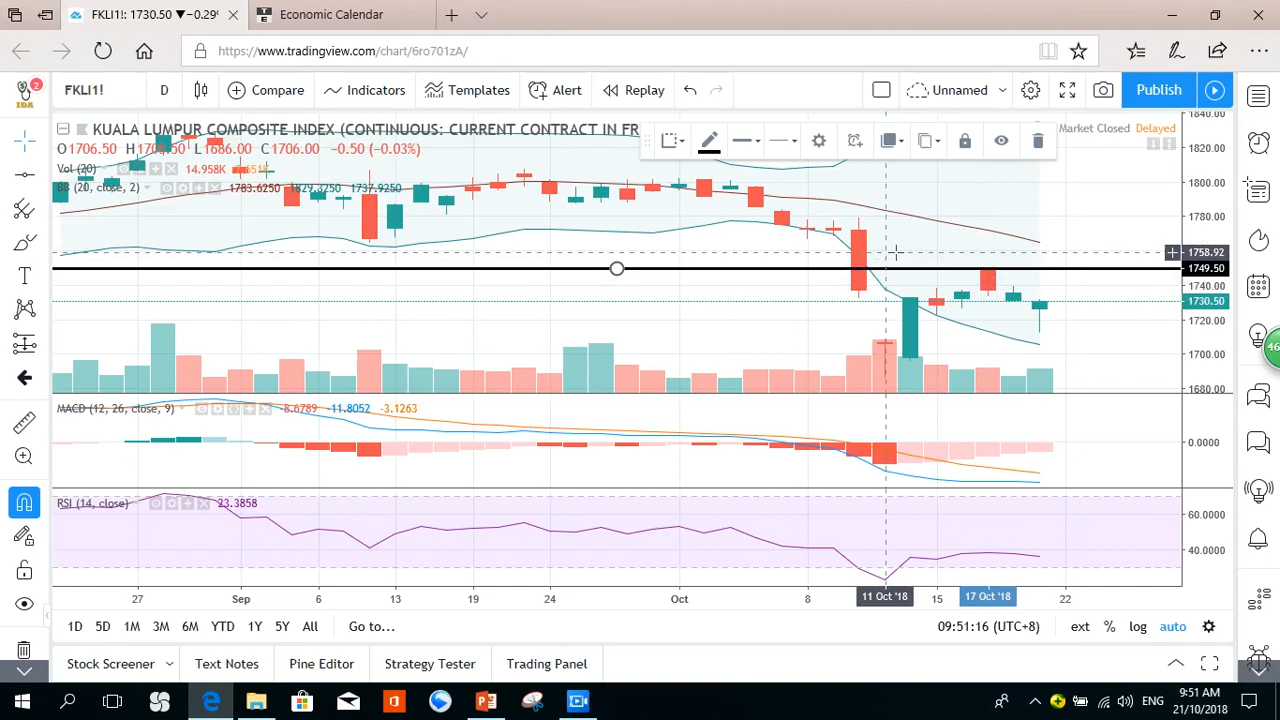 FKLI1!: 1730.50 ▼−0.29%
Economic Calendar
https://www.tradingview.com/chart/6ro701zA/
2
IDA
FKLI1!
D
Compare
Indicators
Templates
Alert
Replay
Unnamed
Publish
KUALA LUMPUR COMPOSITE INDEX (CONTINUOUS: CURRENT CONTRACT IN FR
Market Closed Delayed
O 1706.50 L 1686.00 C 1706.00 −0.50 (−0.03%)
Vol (20) 14.958K
BB (20, close, 2) 1783.6250 1829.3250 1737.9250
1840.00
1820.00
1800.00
1780.00
1758.92
1749.50
1740.00
1730.50
1720.00
1700.00
1680.00
MACD (12, 26, close, 9) -8.6789 -11.8052 -3.1263
0.0000
RSI (14, close) 23.3858
60.0000
40.0000
27 Sep 6 13 19 24 Oct 8 11 Oct '18 15 17 Oct '18 22
1D 5D 1M 3M 6M YTD 1Y 5Y All Go to...
09:51:16 (UTC+8) ext % log auto
Stock Screener
Text Notes
Pine Editor
Strategy Tester
Trading Panel
46
ENG
9:51 AM
21/10/2018